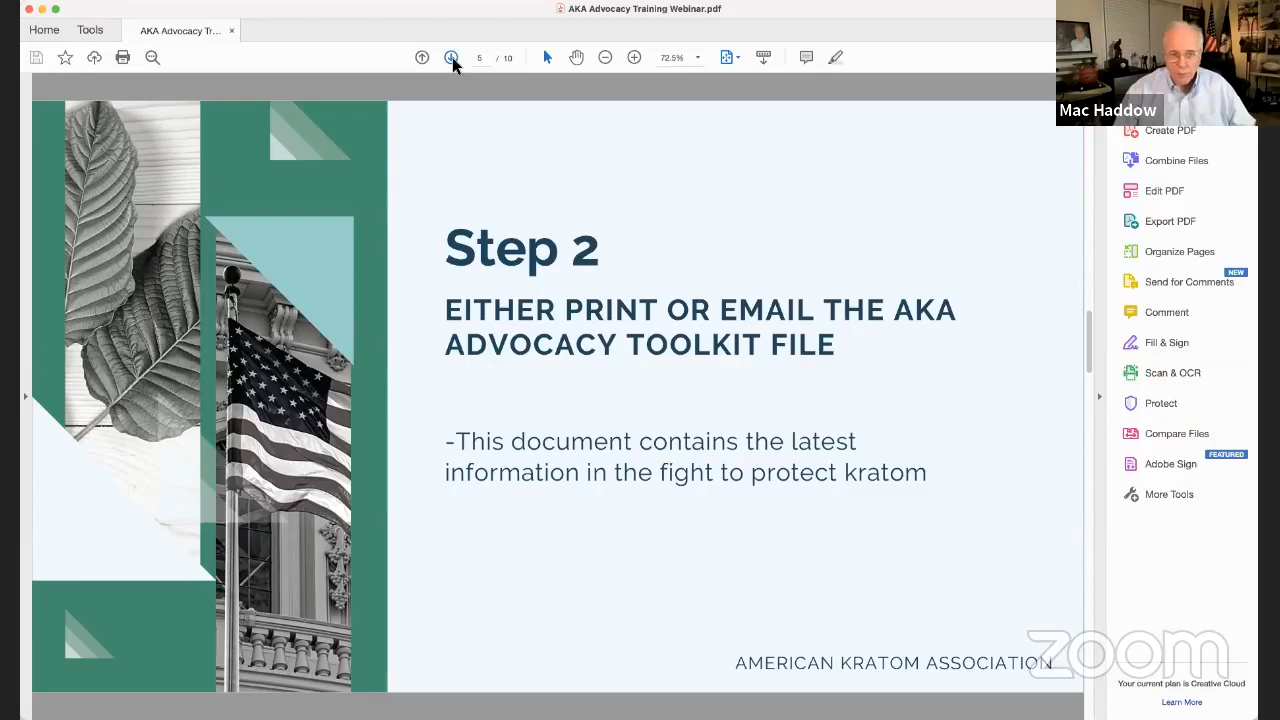 AKA Advocacy Training Webinar.pdf
Home
Tools
AKA Advocacy Tr...
5
/ 10
72.5%
Mac Haddow
Step 2
EITHER PRINT OR EMAIL THE AKA
ADVOCACY TOOLKIT FILE
-This document contains the latest
information in the fight to protect kratom
AMERICAN KRATOM ASSOCIATION
Create PDF
Combine Files
Edit PDF
Export PDF
Organize Pages
NEW
Send for Comments
Comment
Fill & Sign
Scan & OCR
Protect
Compare Files
FEATURED
Adobe Sign
More Tools
zoom
Your current plan is Creative Cloud
Learn More